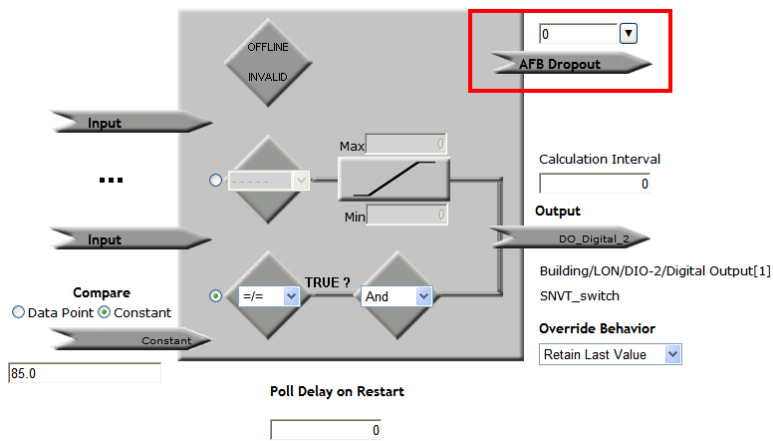 0
OFFLINE
INVALID
AFB Dropout
Input
Max 0
...
- - - - -
Calculation Interval
0
Min 0
Output
Input
DO_Digital_2
Building/LON/DIO-2/Digital Output[1]
TRUE ?
=/=
And
SNVT_switch
Compare
Data Point Constant
Constant
Override Behavior
Retain Last Value
85.0
Poll Delay on Restart
0